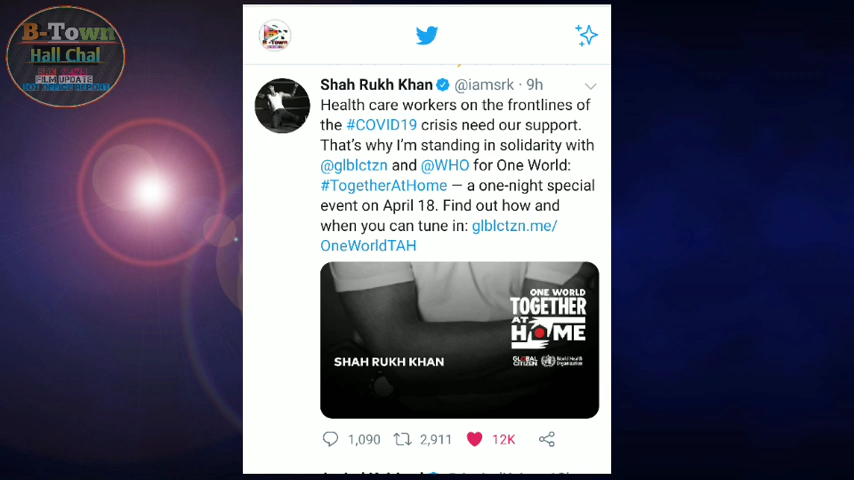 B-Town
Hall Chal
FILM UPDATE
BOX OFFICE REPORT
B-Town
Shah Rukh Khan @iamsrk · 9h
Health care workers on the frontlines of
the #COVID19 crisis need our support.
That's why I'm standing in solidarity with
@glblctzn and @WHO for One World:
#TogetherAtHome — a one-night special
event on April 18. Find out how and
when you can tune in: glblctzn.me/
OneWorldTAH
ONE WORLD
TOGETHER
AT
HOME
SHAH RUKH KHAN
GLOBAL
CITIZEN
World Health
Organization
1,090 2,911 12K